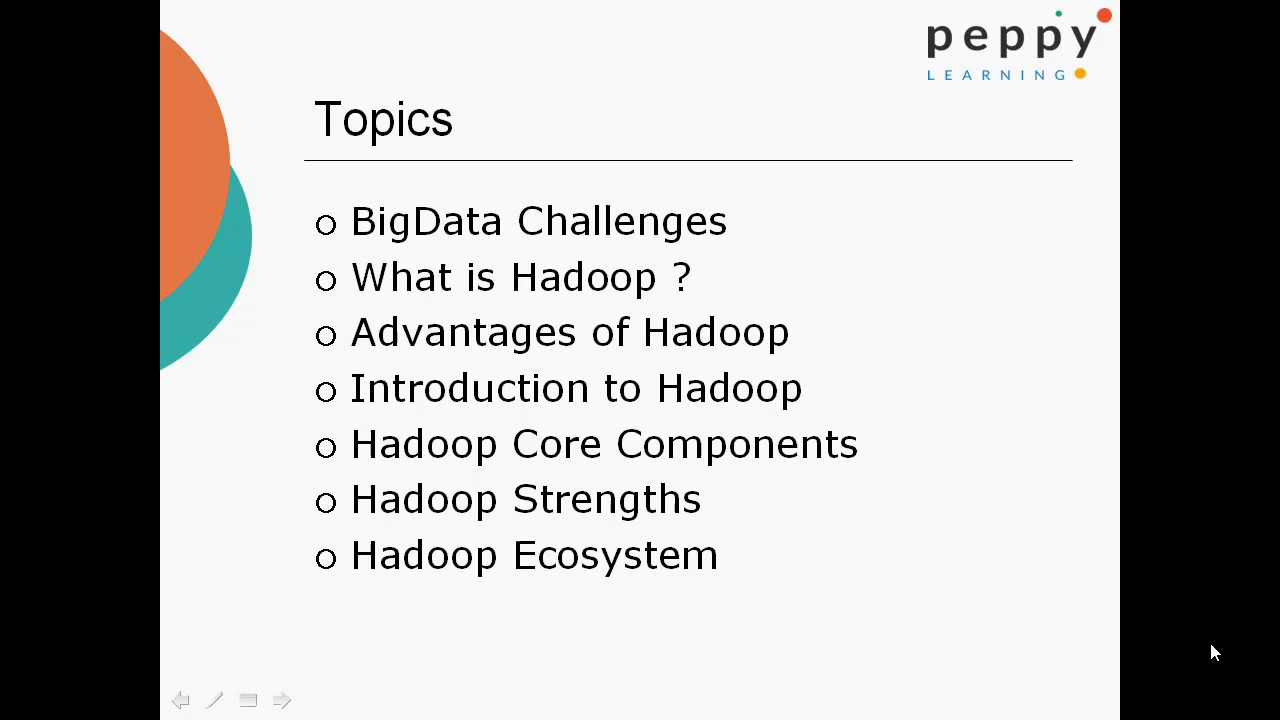 peppy
LEARNING
Topics
BigData Challenges
What is Hadoop ?
Advantages of Hadoop
Introduction to Hadoop
Hadoop Core Components
Hadoop Strengths
Hadoop Ecosystem